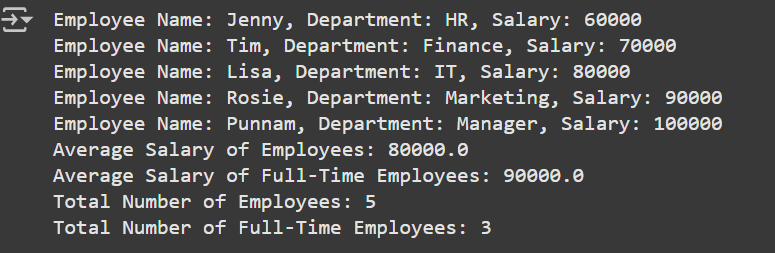 Employee Name: Jenny, Department: HR, Salary: 60000
Employee Name: Tim, Department: Finance, Salary: 70000
Employee Name: Lisa, Department: IT, Salary: 80000
Employee Name: Rosie, Department: Marketing, Salary: 90000
Employee Name: Punnam, Department: Manager, Salary: 100000
Average Salary of Employees: 80000.0
Average Salary of Full-Time Employees: 90000.0
Total Number of Employees: 5
Total Number of Full-Time Employees: 3